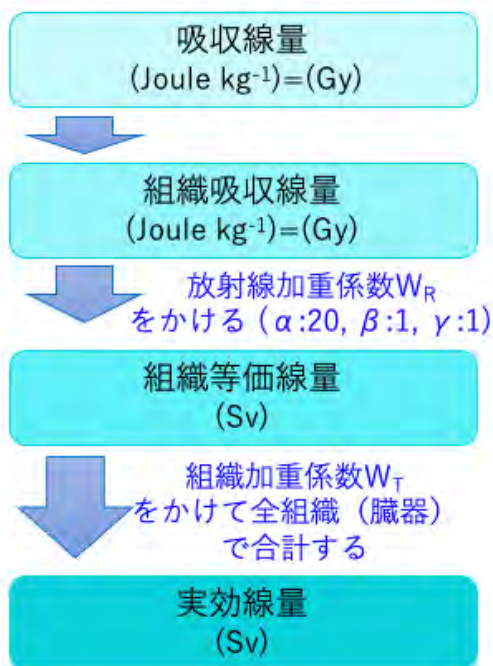 吸収線量
(Joule kg⁻¹)=(Gy)
組織吸収線量
(Joule kg⁻¹)=(Gy)
放射線加重係数W_R
をかける（α:20, β:1, γ:1)
組織等価線量
(Sv)
組織加重係数W_T
をかけて全組織（臓器）
で合計する
実効線量
(Sv)